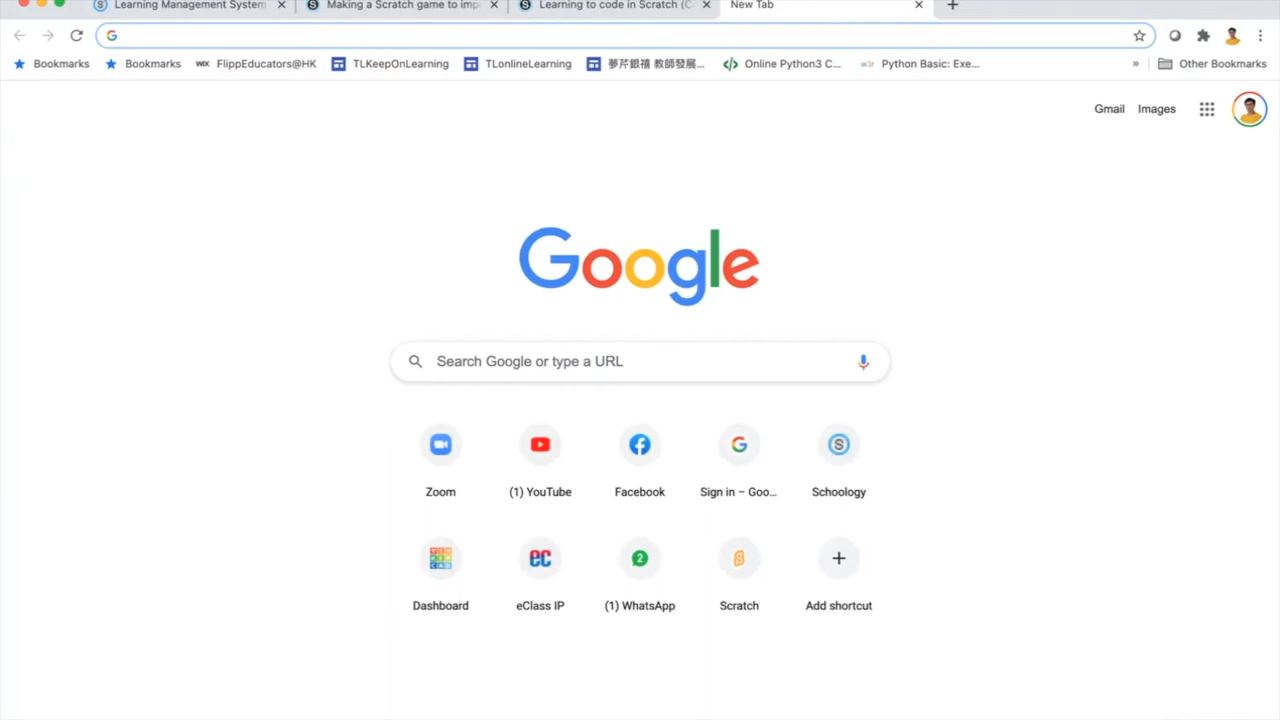 Learning Management System
Making a Scratch game to imp
Learning to code in Scratch (C
New Tab
Bookmarks
Bookmarks
WIX FlippEducators@HK
TLKeepOnLearning
TLonlineLearning
夢芹銀禧 教師發展...
Online Python3 C...
Python Basic: Exe...
»
Other Bookmarks
Gmail
Images
Google
Search Google or type a URL
Zoom
(1) YouTube
Facebook
Sign in – Goo...
Schoology
Dashboard
eClass IP
(1) WhatsApp
Scratch
Add shortcut